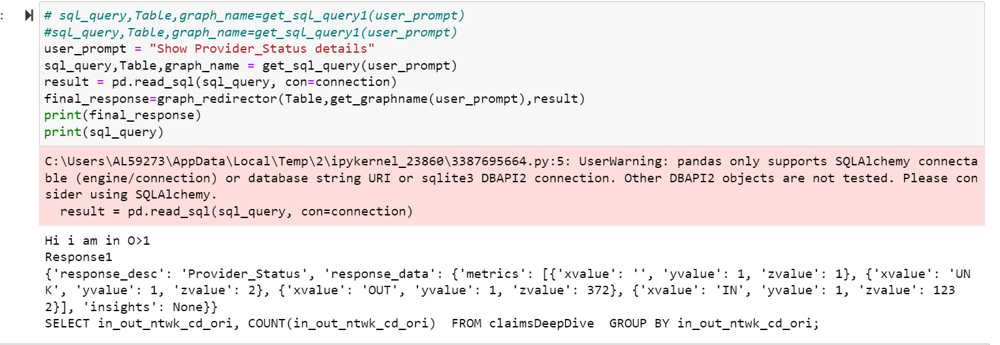 :
# sql_query,Table,graph_name=get_sql_query1(user_prompt)
#sql_query,Table,graph_name=get_sql_query1(user_prompt)
user_prompt = "Show Provider_Status details"
sql_query,Table,graph_name = get_sql_query(user_prompt)
result = pd.read_sql(sql_query, con=connection)
final_response=graph_redirector(Table,get_graphname(user_prompt),result)
print(final_response)
print(sql_query)
C:\Users\AL59273\AppData\Local\Temp\2\ipykernel_23860\3387695664.py:5: UserWarning: pandas only supports SQLAlchemy connecta
ble (engine/connection) or database string URI or sqlite3 DBAPI2 connection. Other DBAPI2 objects are not tested. Please con
sider using SQLAlchemy.
  result = pd.read_sql(sql_query, con=connection)
Hi i am in O>1
Response1
{'response_desc': 'Provider_Status', 'response_data': {'metrics': [{'xvalue': '', 'yvalue': 1, 'zvalue': 1}, {'xvalue': 'UN
K', 'yvalue': 1, 'zvalue': 2}, {'xvalue': 'OUT', 'yvalue': 1, 'zvalue': 372}, {'xvalue': 'IN', 'yvalue': 1, 'zvalue': 123
2}], 'insights': None}}
SELECT in_out_ntwk_cd_ori, COUNT(in_out_ntwk_cd_ori)  FROM claimsDeepDive  GROUP BY in_out_ntwk_cd_ori;